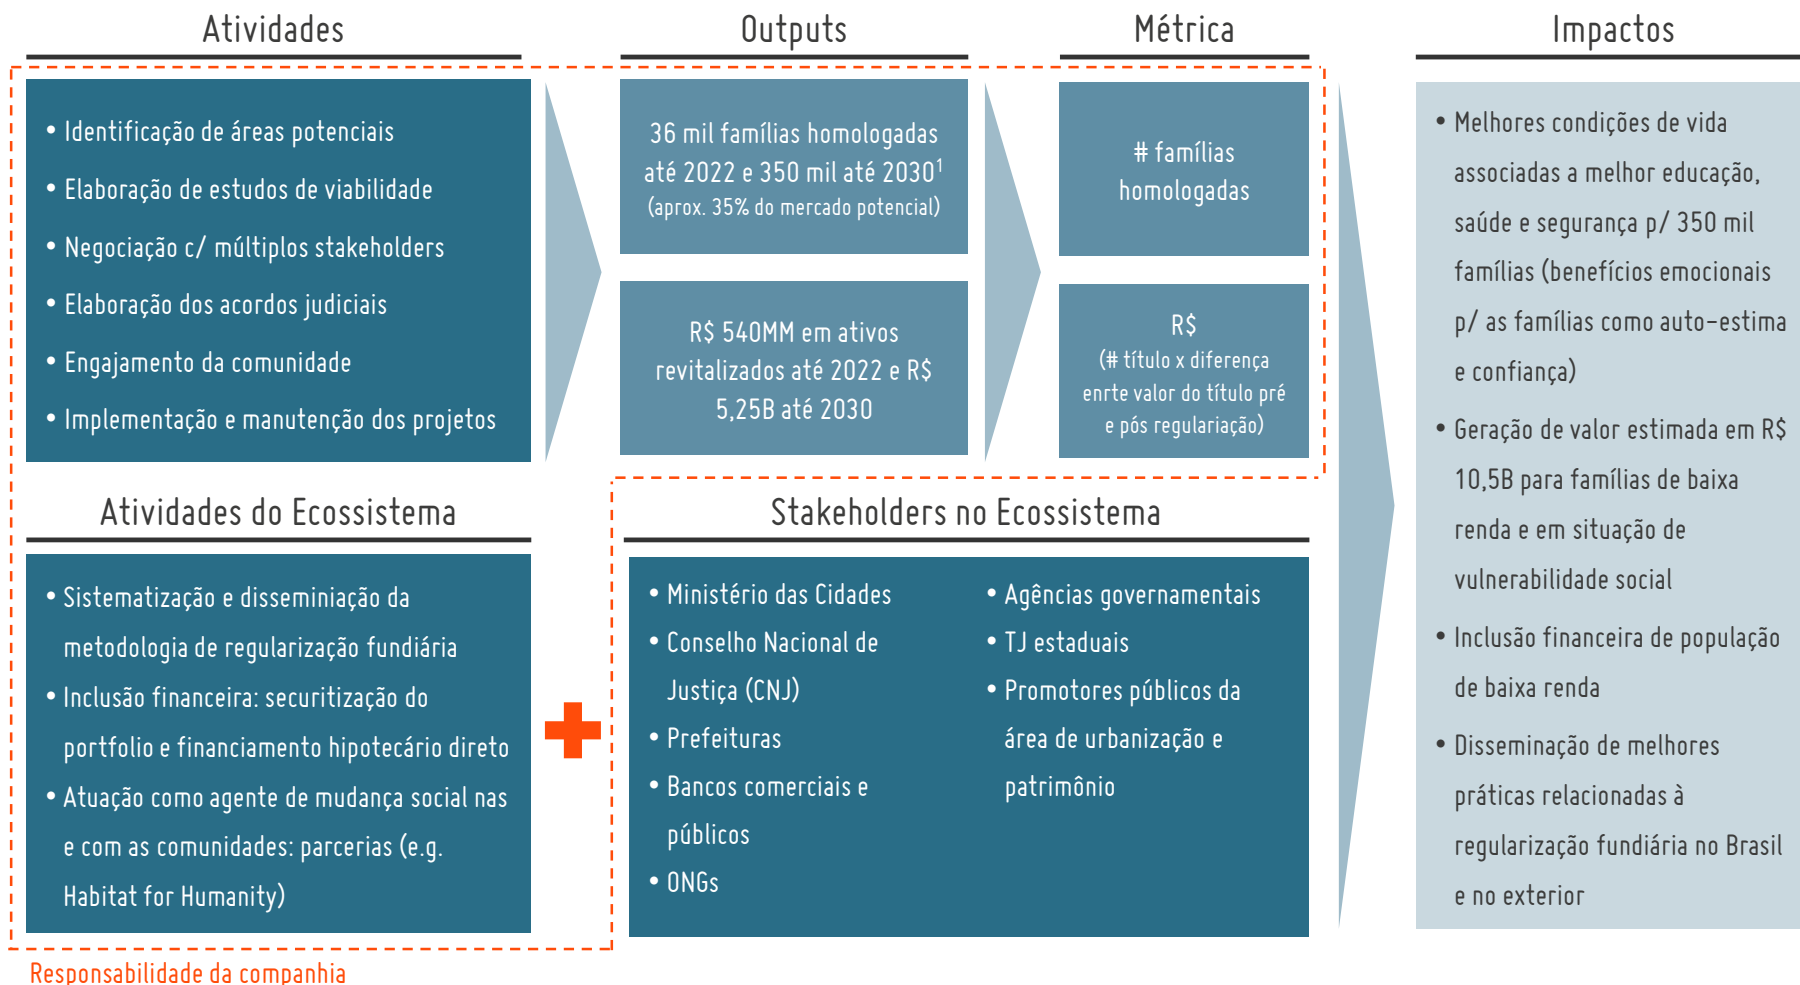 Atividades
• Identificação de áreas potenciais
• Elaboração de estudos de viabilidade
• Negociação c/ múltiplos stakeholders
• Elaboração dos acordos judiciais
• Engajamento da comunidade
• Implementação e manutenção dos projetos
Outputs
36 mil famílias homologadas
até 2022 e 350 mil até 2030¹
(aprox. 35% do mercado potencial)
R$ 540MM em ativos
revitalizados até 2022 e R$
5,25B até 2030
Métrica
# famílias
homologadas
R$
(# título x diferença
enrte valor do título pré
e pós regulariação)
Impactos
• Melhores condições de vida
associadas a melhor educação,
saúde e segurança p/ 350 mil
famílias (benefícios emocionais
p/ as famílias como auto-estima
e confiança)
• Geração de valor estimada em R$
10,5B para famílias de baixa
renda e em situação de
vulnerabilidade social
• Inclusão financeira de população
de baixa renda
• Disseminação de melhores
práticas relacionadas à
regularização fundiária no Brasil
e no exterior
Atividades do Ecossistema
• Sistematização e disseminiação da
metodologia de regularização fundiária
• Inclusão financeira: securitização do
portfolio e financiamento hipotecário direto
• Atuação como agente de mudança social nas
e com as comunidades: parcerias (e.g.
Habitat for Humanity)
Stakeholders no Ecossistema
• Ministério das Cidades
• Conselho Nacional de
Justiça (CNJ)
• Prefeituras
• Bancos comerciais e
públicos
• ONGs
• Agências governamentais
• TJ estaduais
• Promotores públicos da
área de urbanização e
patrimônio
Responsabilidade da companhia